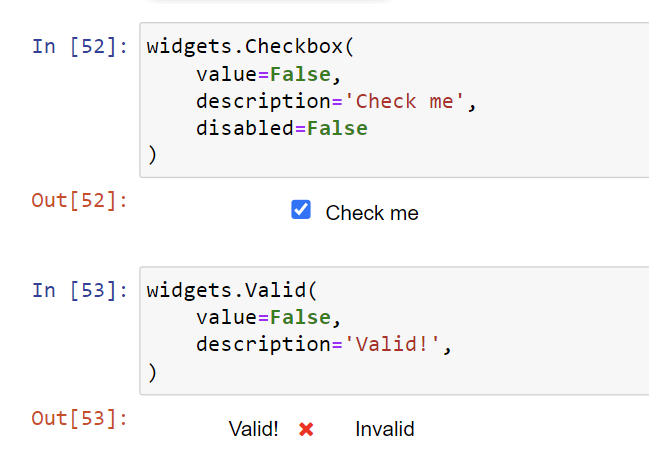 In [52]: widgets.Checkbox(
    value=False,
    description='Check me',
    disabled=False
)
Out[52]: Check me
In [53]: widgets.Valid(
    value=False,
    description='Valid!',
)
Out[53]: Valid! ✖ Invalid